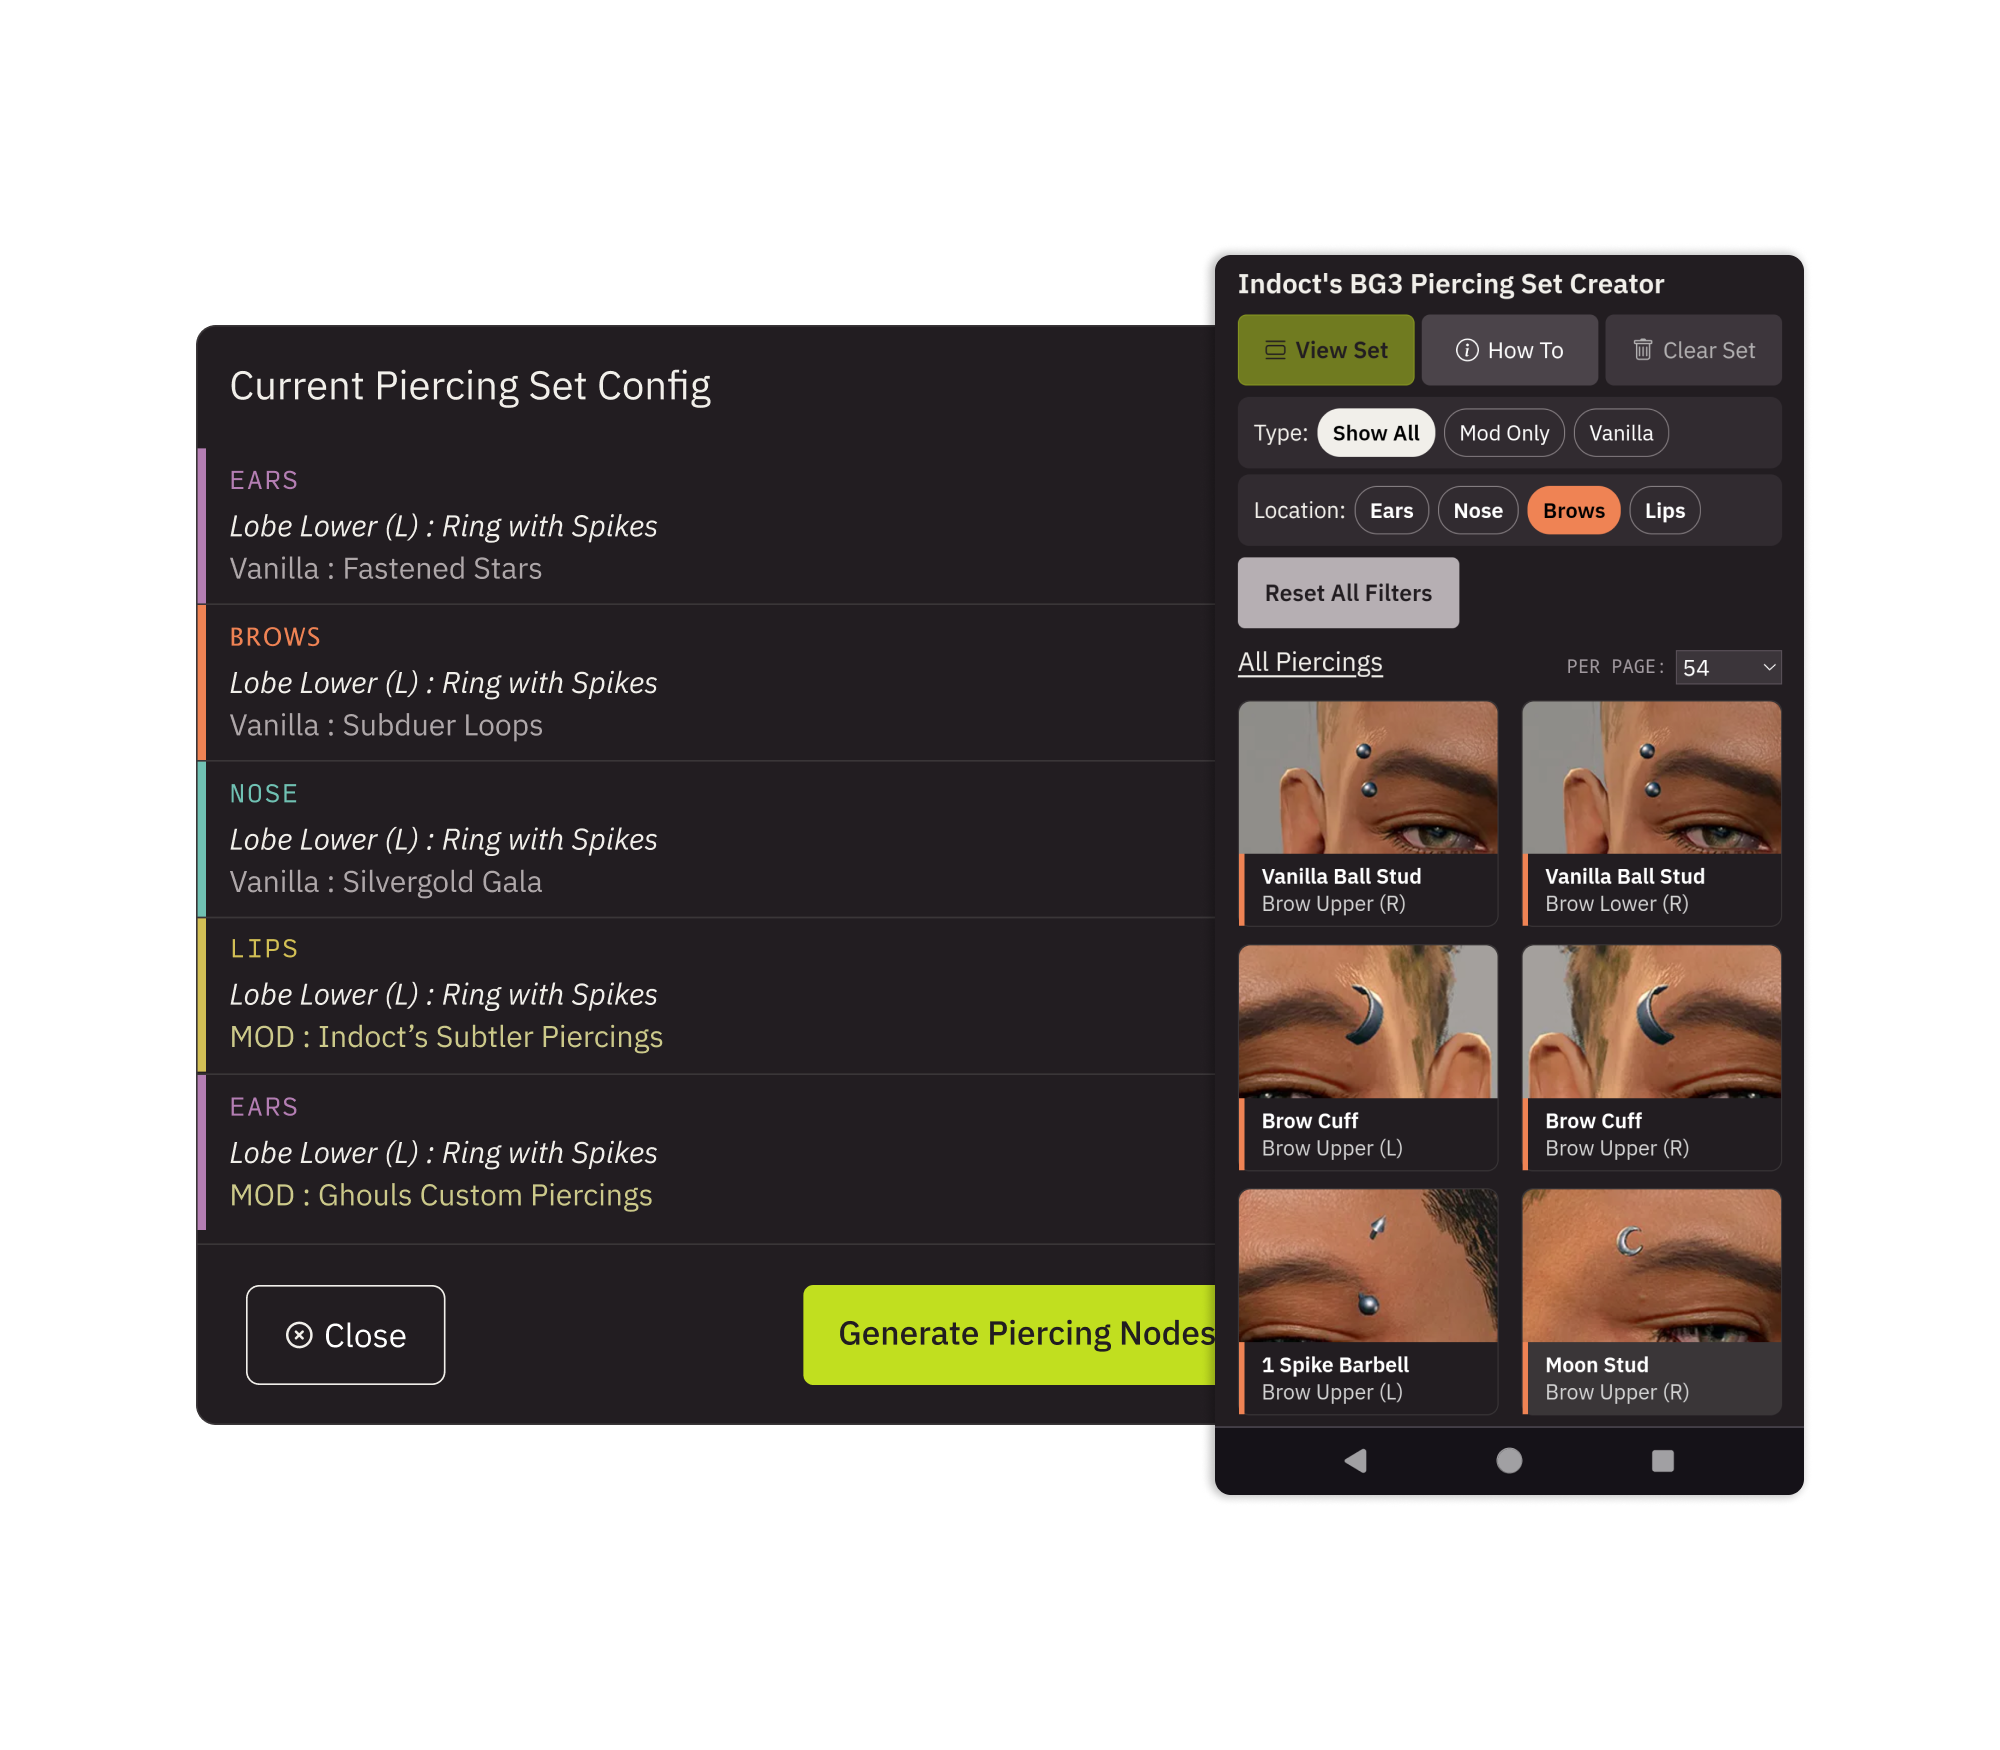 Current Piercing Set Config
EARS
Lobe Lower (L) : Ring with Spikes
Vanilla : Fastened Stars
BROWS
Lobe Lower (L) : Ring with Spikes
Vanilla : Subduer Loops
NOSE
Lobe Lower (L) : Ring with Spikes
Vanilla : Silvergold Gala
LIPS
Lobe Lower (L) : Ring with Spikes
MOD : Indoct’s Subtler Piercings
EARS
Lobe Lower (L) : Ring with Spikes
MOD : Ghouls Custom Piercings
Close
Generate Piercing Nodes
Indoct's BG3 Piercing Set Creator
View Set How To Clear Set
Type: Show All Mod Only Vanilla
Location: Ears Nose Brows Lips
Reset All Filters
All Piercings PER PAGE: 54
Vanilla Ball Stud
Brow Upper (R)
Vanilla Ball Stud
Brow Lower (R)
Brow Cuff
Brow Upper (L)
Brow Cuff
Brow Upper (R)
1 Spike Barbell
Brow Upper (L)
Moon Stud
Brow Upper (R)